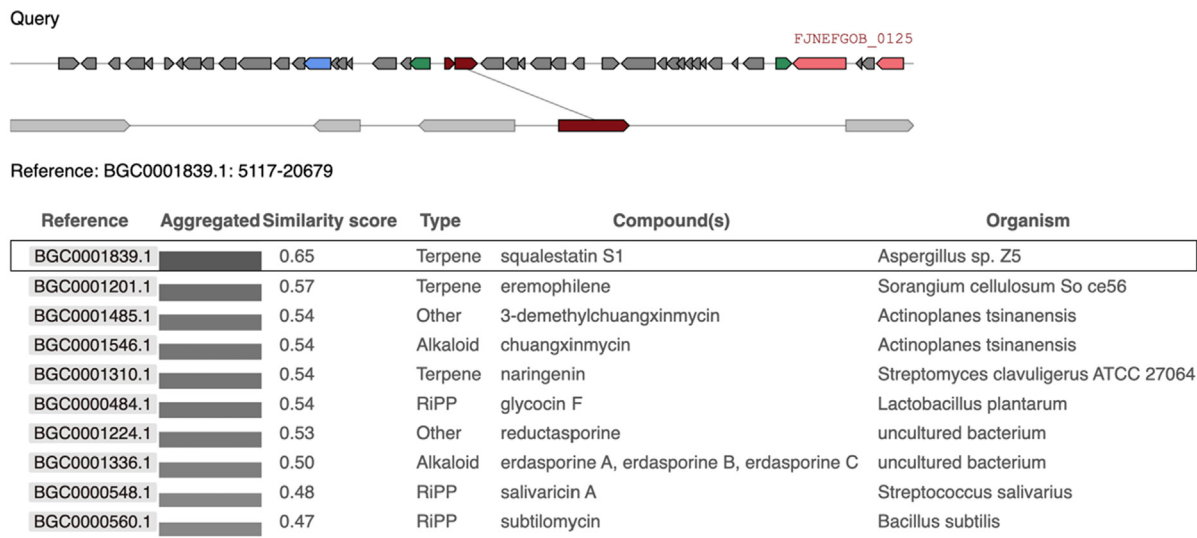 Query
FJNEFGOB_0125
Reference: BGC0001839.1: 5117-20679
Reference Aggregated Similarity score Type Compound(s) Organism
BGC0001839.1 0.65 Terpene squalestatin S1 Aspergillus sp. Z5
BGC0001201.1 0.57 Terpene eremophilene Sorangium cellulosum So ce56
BGC0001485.1 0.54 Other 3-demethylchuangxinmycin Actinoplanes tsinanensis
BGC0001546.1 0.54 Alkaloid chuangxinmycin Actinoplanes tsinanensis
BGC0001310.1 0.54 Terpene naringenin Streptomyces clavuligerus ATCC 27064
BGC0000484.1 0.54 RiPP glycocin F Lactobacillus plantarum
BGC0001224.1 0.53 Other reductasporine uncultured bacterium
BGC0001336.1 0.50 Alkaloid erdasporine A, erdasporine B, erdasporine C uncultured bacterium
BGC0000548.1 0.48 RiPP salivaricin A Streptococcus salivarius
BGC0000560.1 0.47 RiPP subtilomycin Bacillus subtilis